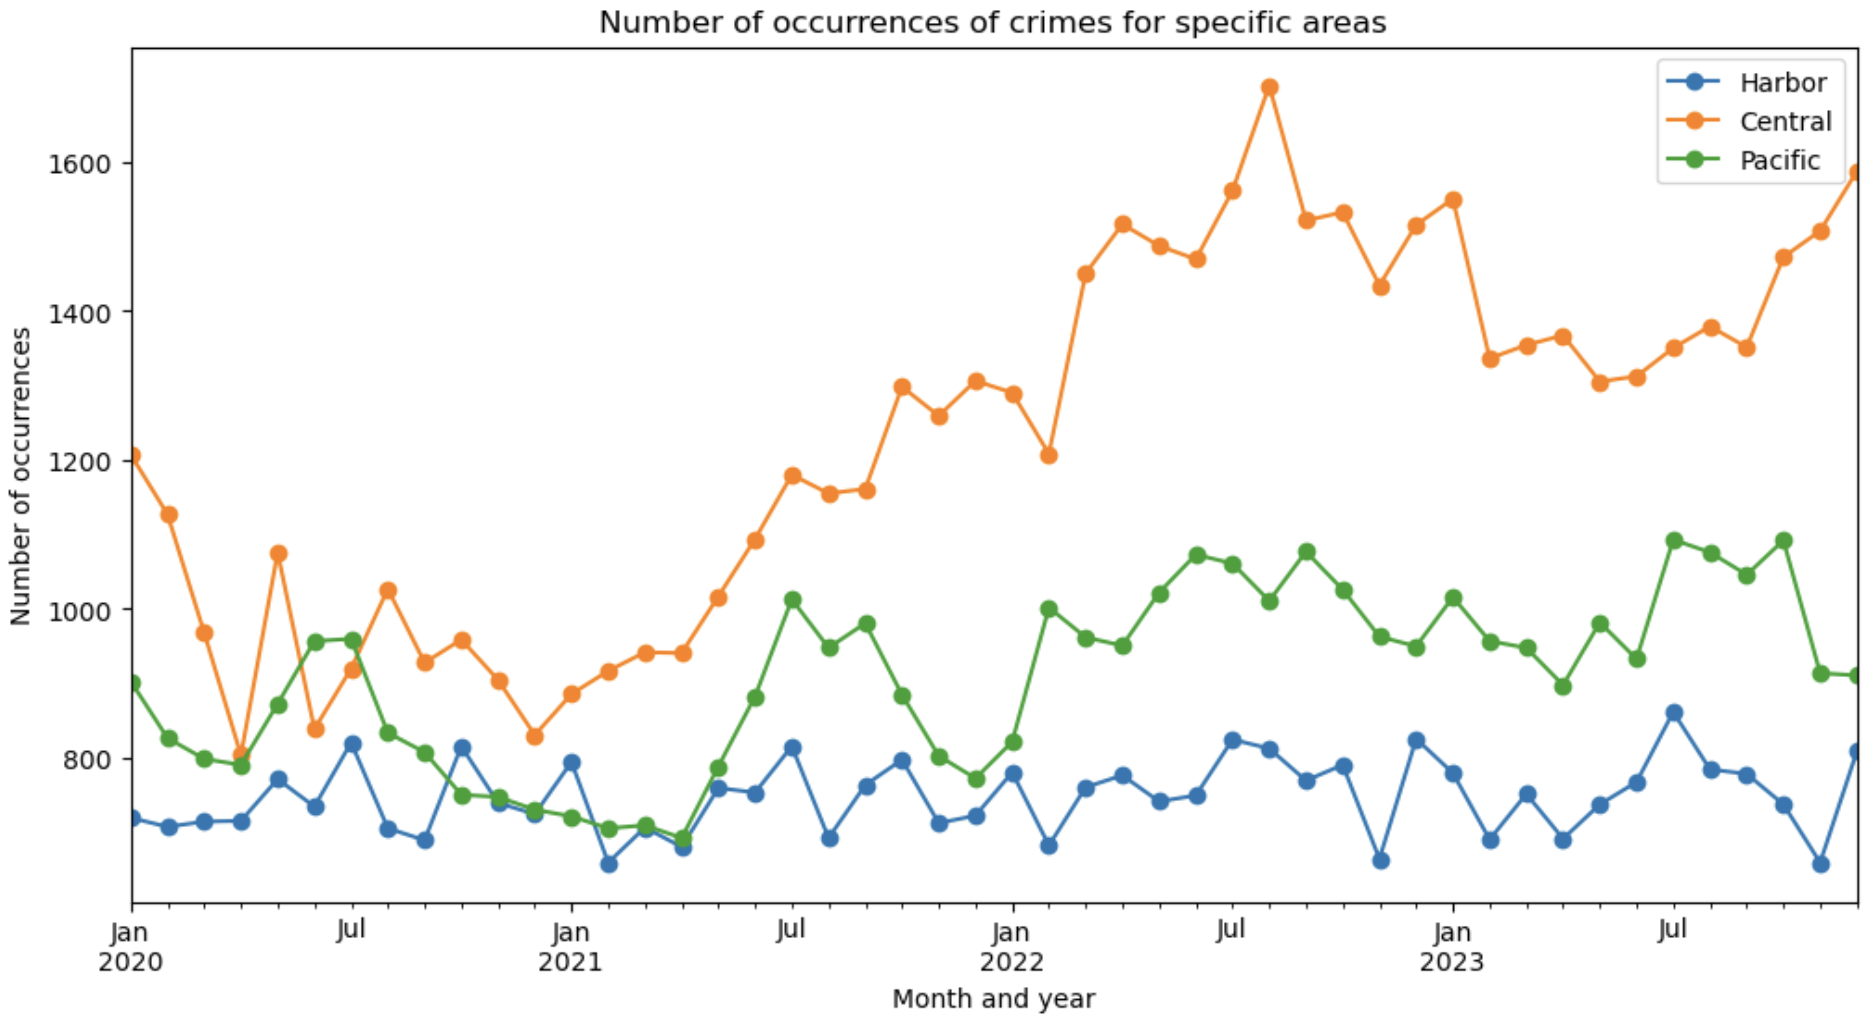 Number of occurrences of crimes for specific areas
Harbor
Central
Pacific
Number of occurrences
1600
1400
1200
1000
800
Jan Jul Jan Jul Jan Jul Jan Jul
2020 2021 2022 2023
Month and year